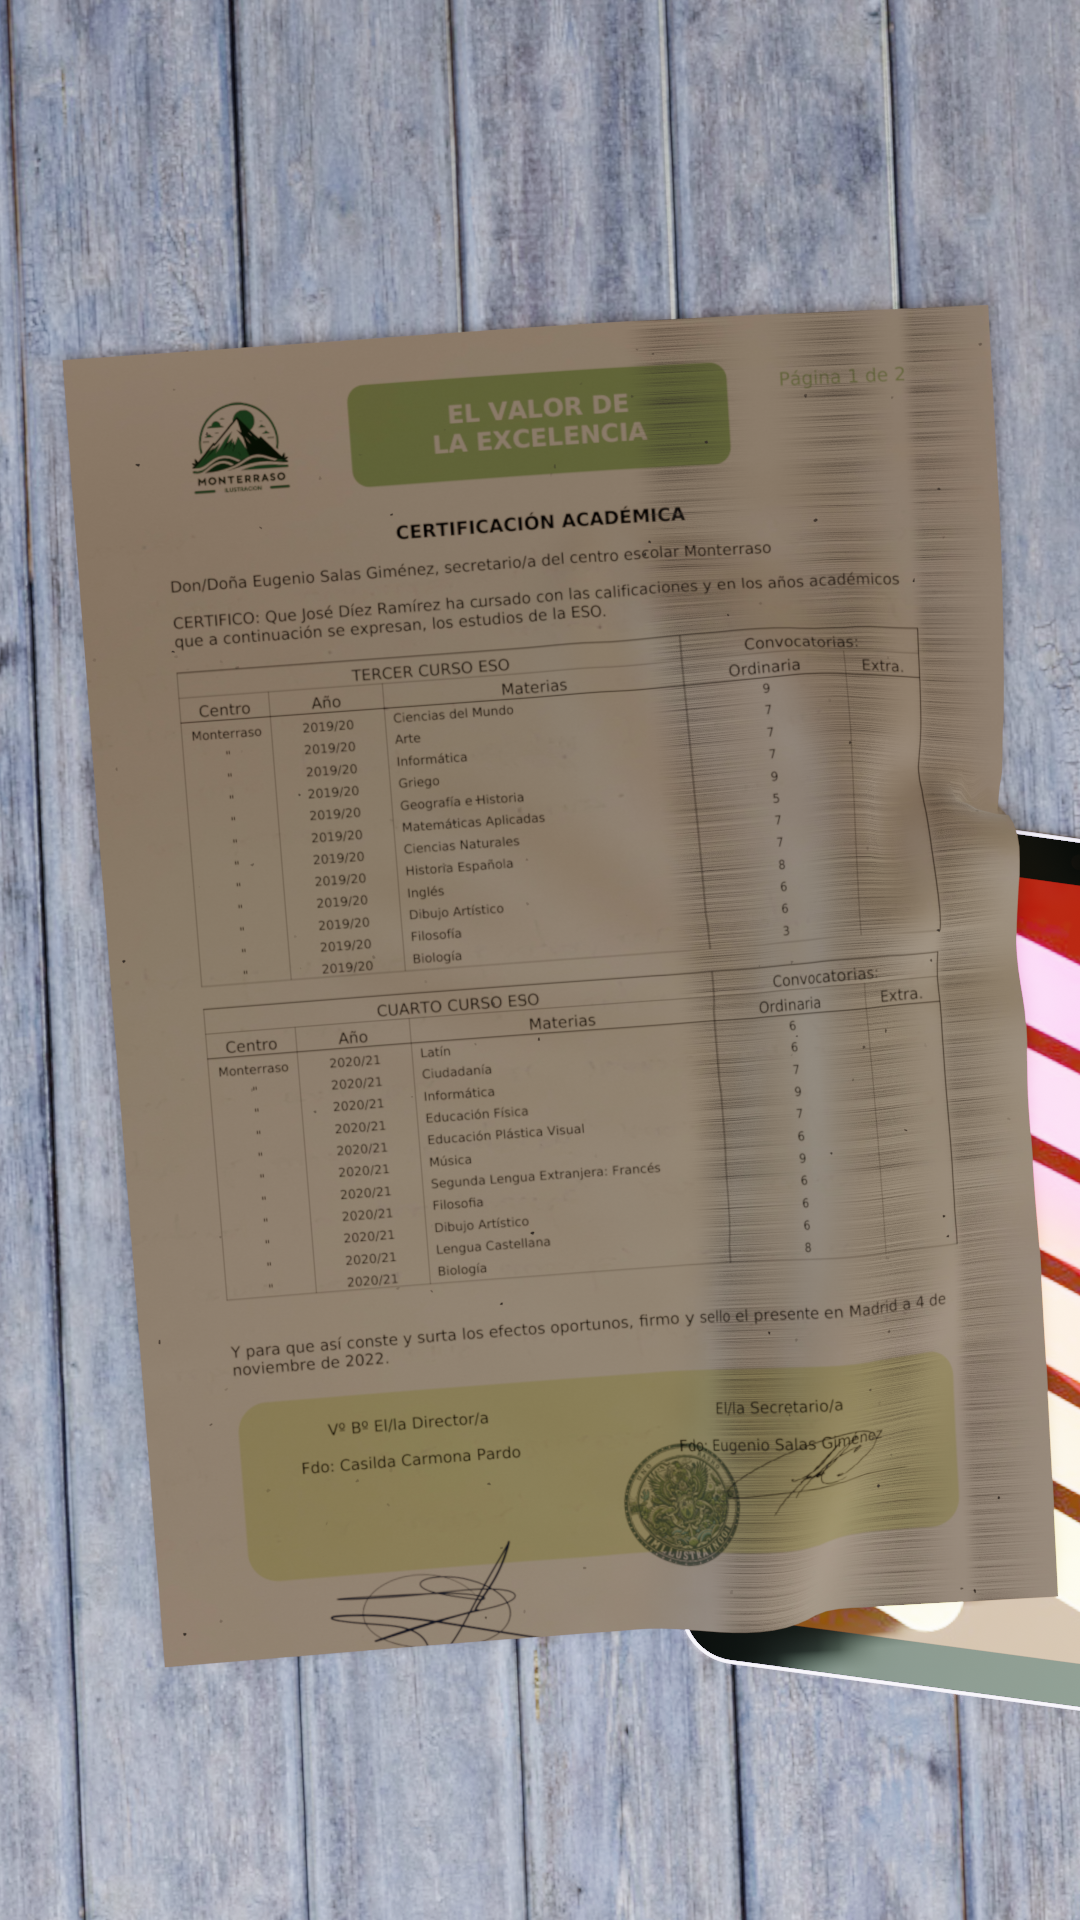 MONTERRASO
ILUSTRACIÓN
EL VALOR DE
LA EXCELENCIA
Página 1 de 2
CERTIFICACIÓN ACADÉMICA
Don/Doña Eugenio Salas Giménez, secretario/a del centro escolar Monterraso
CERTIFICO: Que José Díez Ramírez ha cursado con las calificaciones y en los años académicos
que a continuación se expresan, los estudios de la ESO.
TERCER CURSO ESO Convocatorias:
Centro Año Materias Ordinaria Extra.
Monterraso 2019/20 Ciencias del Mundo 9
" 2019/20 Arte 7
" 2019/20 Informática 7
" 2019/20 Griego 7
" 2019/20 Geografía e Historia 9
" 2019/20 Matemáticas Aplicadas 5
" 2019/20 Ciencias Naturales 7
" 2019/20 Historia Española 7
" 2019/20 Inglés 8
" 2019/20 Dibujo Artístico 6
" 2019/20 Filosofía 6
" 2019/20 Biología 3
CUARTO CURSO ESO Convocatorias:
Centro Año Materias Ordinaria Extra.
Monterraso 2020/21 Latín 6
" 2020/21 Ciudadanía 6
" 2020/21 Informática 7
" 2020/21 Educación Física 9
" 2020/21 Educación Plástica Visual 7
" 2020/21 Música 6
" 2020/21 Segunda Lengua Extranjera: Francés 9
" 2020/21 Filosofía 6
" 2020/21 Dibujo Artístico 6
" 2020/21 Lengua Castellana 6
" 2020/21 Biología 8
Y para que así conste y surta los efectos oportunos, firmo y sello el presente en Madrid a 4 de
noviembre de 2022.
Vº Bº El/la Director/a
Fdo: Casilda Carmona Pardo
El/la Secretario/a
Fdo: Eugenio Salas Giménez